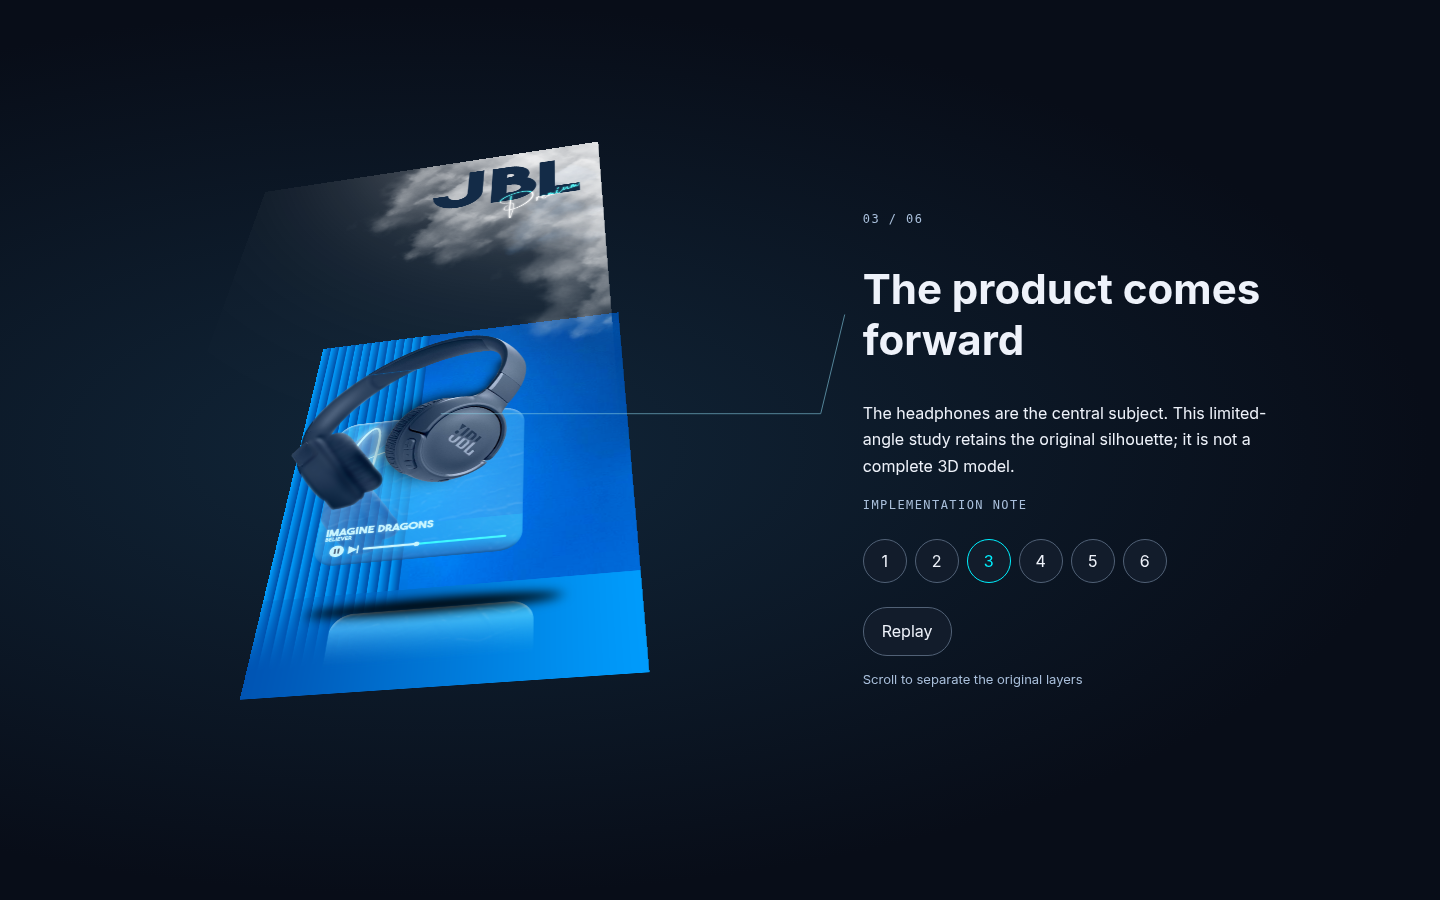 JBL
Premium
JBL
IMAGINE DRAGONS
BELIEVER
03 / 06
The product comes
forward
The headphones are the central subject. This limited-
angle study retains the original silhouette; it is not a
complete 3D model.
IMPLEMENTATION NOTE
1 2 3 4 5 6
Replay
Scroll to separate the original layers